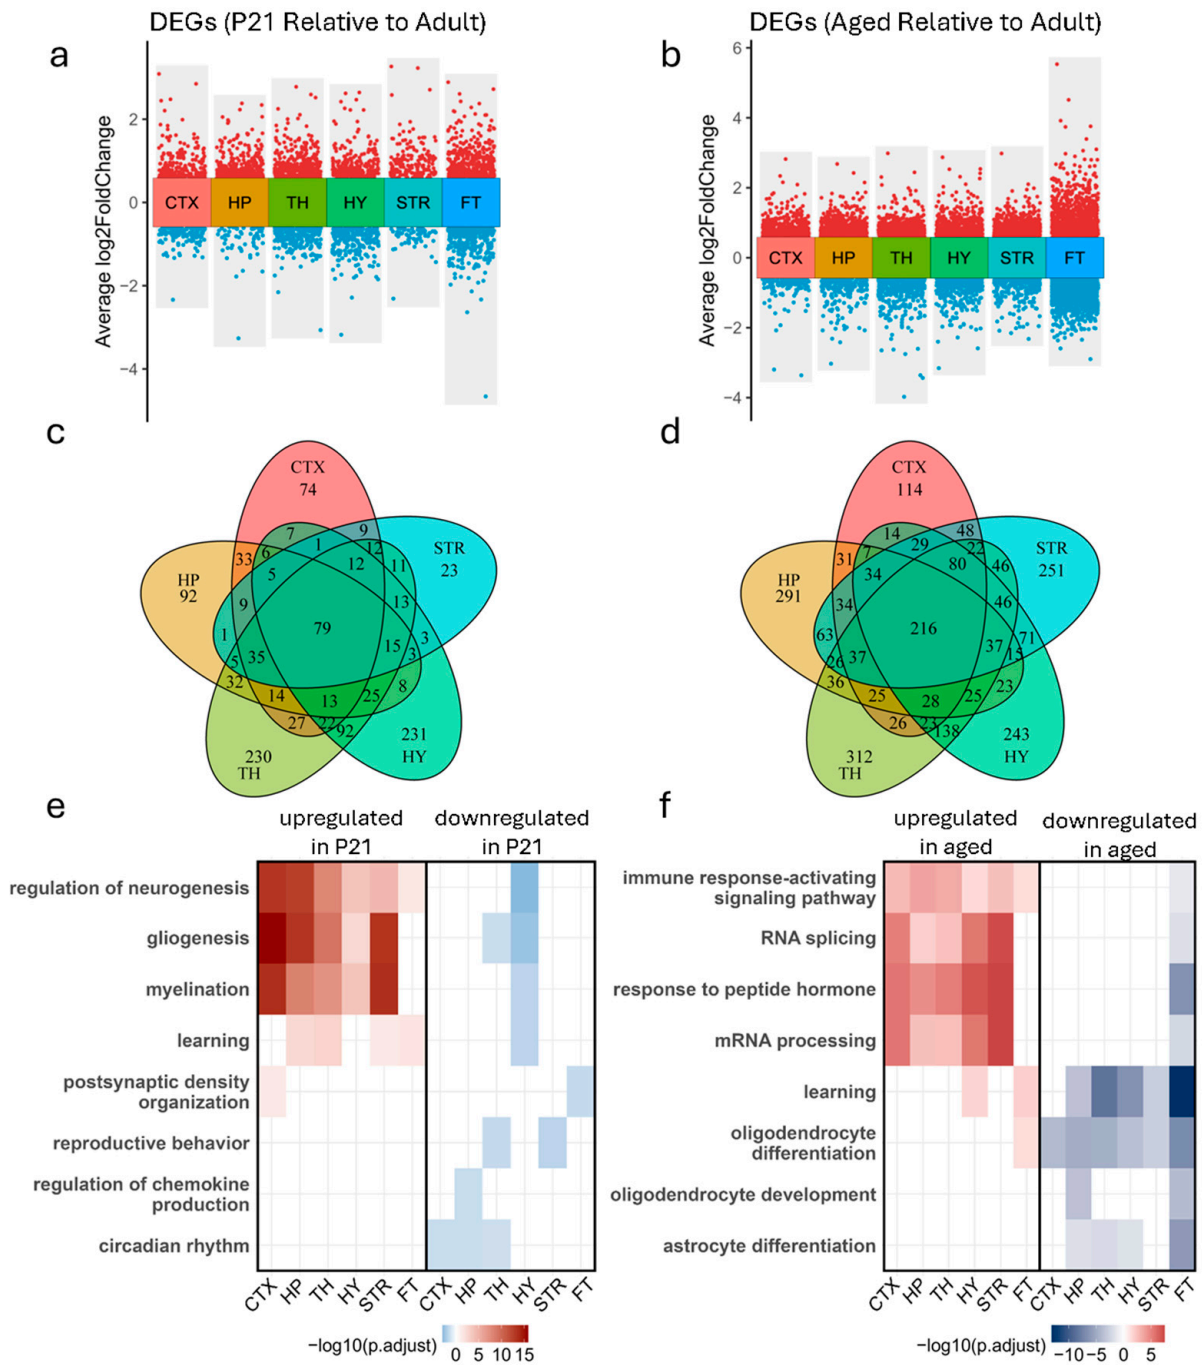 DEGs (P21 Relative to Adult)
DEGs (Aged Relative to Adult)
a
Average log2FoldChange
2
0
−2
−4
CTX HP TH HY STR FT
b
Average log2FoldChange
6
4
2
0
−2
−4
CTX HP TH HY STR FT
c
CTX
74
7
9
1
12
STR
23
33
6
5
12
11
HP
92
9
13
1
79
15
3
3
5
35
32
14
13
25
8
27
22
92
230
TH
231
HY
d
CTX
114
14
48
29
22
STR
251
31
7
34
80
46
HP
291
34
46
63
216
37
71
15
26
37
36
25
28
25
23
26
23
138
312
TH
243
HY
e
upregulated
in P21
downregulated
in P21
regulation of neurogenesis
gliogenesis
myelination
learning
postsynaptic density
organization
reproductive behavior
regulation of chemokine
production
circadian rhythm
CTX HP TH HY STR FT CTX HP TH HY STR FT
−log10(p.adjust)
0 5 10 15
f
upregulated
in aged
downregulated
in aged
immune response-activating
signaling pathway
RNA splicing
response to peptide hormone
mRNA processing
learning
oligodendrocyte
differentiation
oligodendrocyte development
astrocyte differentiation
CTX HP TH HY STR FT CTX HP TH HY STR FT
−log10(p.adjust)
−10 −5 0 5